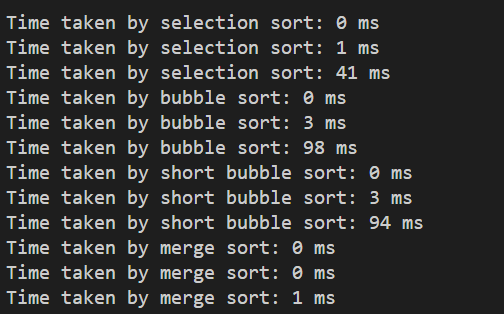 Time taken by selection sort: 0 ms
Time taken by selection sort: 1 ms
Time taken by selection sort: 41 ms
Time taken by bubble sort: 0 ms
Time taken by bubble sort: 3 ms
Time taken by bubble sort: 98 ms
Time taken by short bubble sort: 0 ms
Time taken by short bubble sort: 3 ms
Time taken by short bubble sort: 94 ms
Time taken by merge sort: 0 ms
Time taken by merge sort: 0 ms
Time taken by merge sort: 1 ms